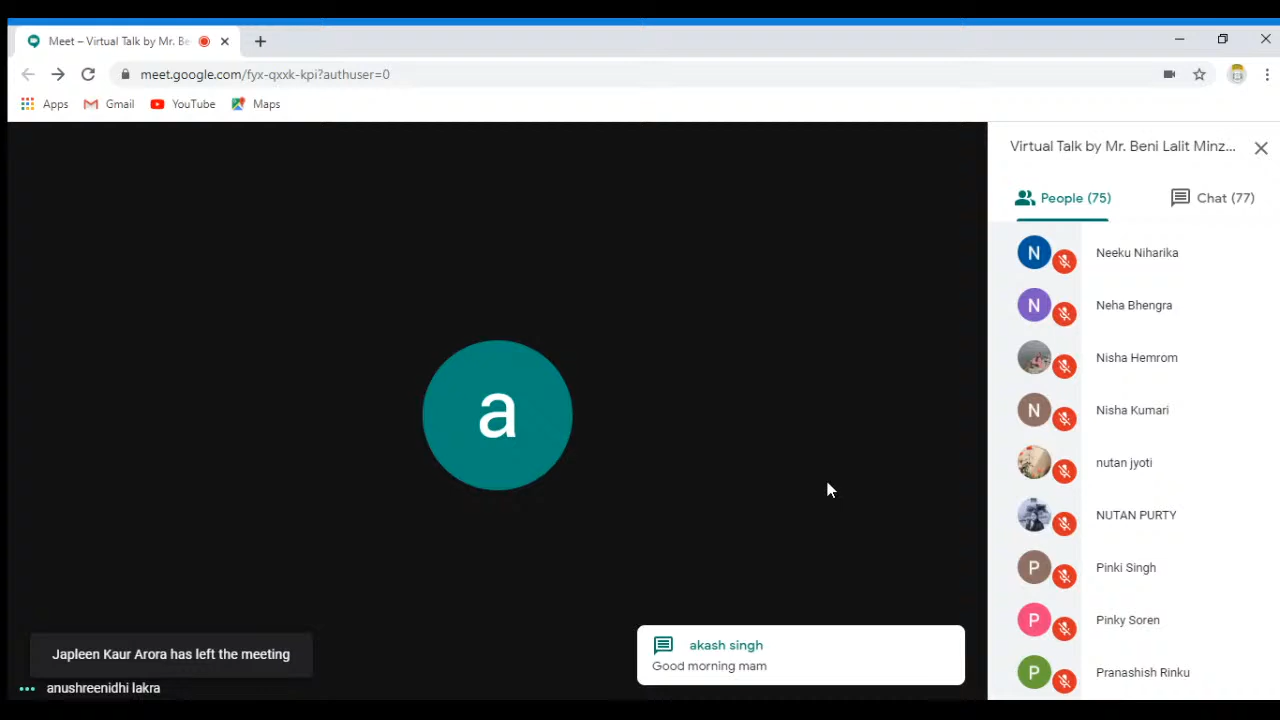 Meet – Virtual Talk by Mr. Be
meet.google.com/fyx-qxxk-kpi?authuser=0
Apps Gmail YouTube Maps
Virtual Talk by Mr. Beni Lalit Minz...
People (75) Chat (77)
N Neeku Niharika
N Neha Bhengra
Nisha Hemrom
N Nisha Kumari
nutan jyoti
NUTAN PURTY
P Pinki Singh
P Pinky Soren
P Pranashish Rinku
a
akash singh
Good morning mam
Japleen Kaur Arora has left the meeting
anushreenidhi lakra